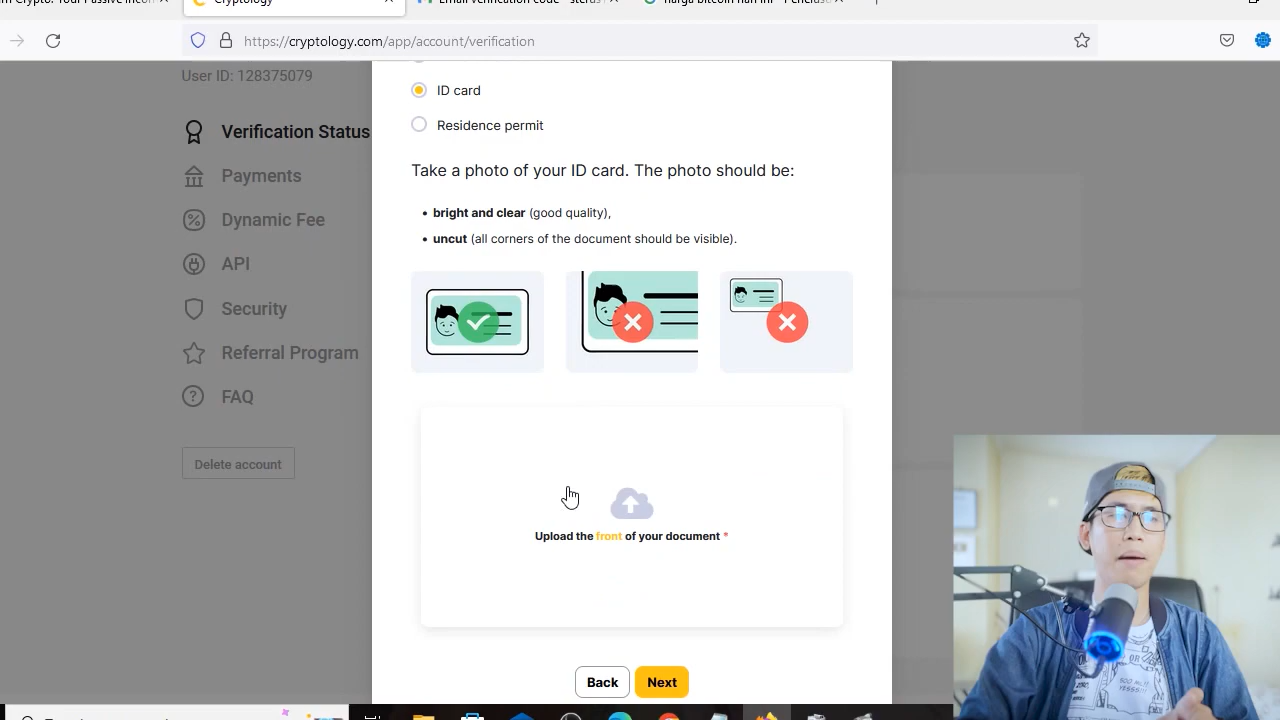 Cryptology
https://cryptology.com/app/account/verification
User ID: 128375079
Verification Status
Payments
Dynamic Fee
API
Security
Referral Program
FAQ
Delete account
ID card
Residence permit
Take a photo of your ID card. The photo should be:
• bright and clear (good quality),
• uncut (all corners of the document should be visible).
Upload the front of your document *
Back
Next